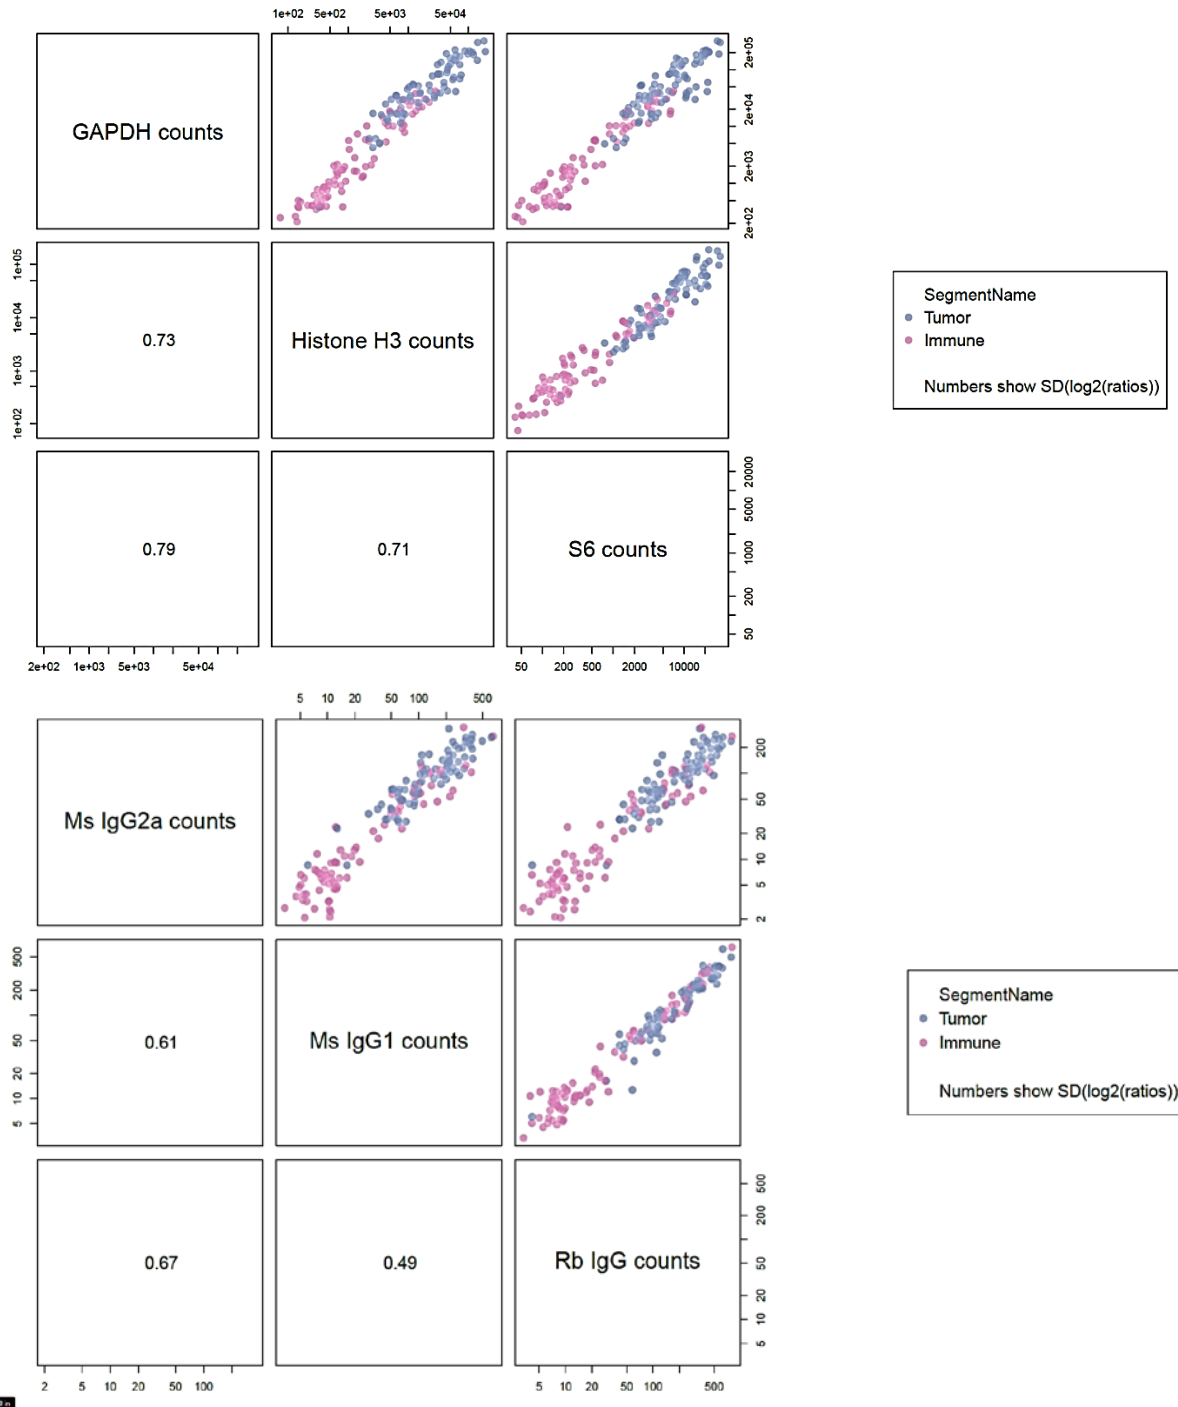 1e+02 5e+02 5e+03 5e+04
GAPDH counts
2e+05
2e+04
2e+03
2e+02
1e+05
1e+04
1e+03
1e+02
0.73
Histone H3 counts
SegmentName
Tumor
Immune
Numbers show SD(log2(ratios))
0.79
0.71
S6 counts
20000
5000
1000
200
50
2e+02 1e+03 5e+03 5e+04
50 200 500 2000 10000
5 10 20 50 100 500
Ms IgG2a counts
200
50
20
10
5
2
500
200
50
20
10
5
0.61
Ms IgG1 counts
SegmentName
Tumor
Immune
Numbers show SD(log2(ratios))
0.67
0.49
Rb IgG counts
500
200
50
20
10
5
2 5 10 20 50 100
5 10 20 50 100 500